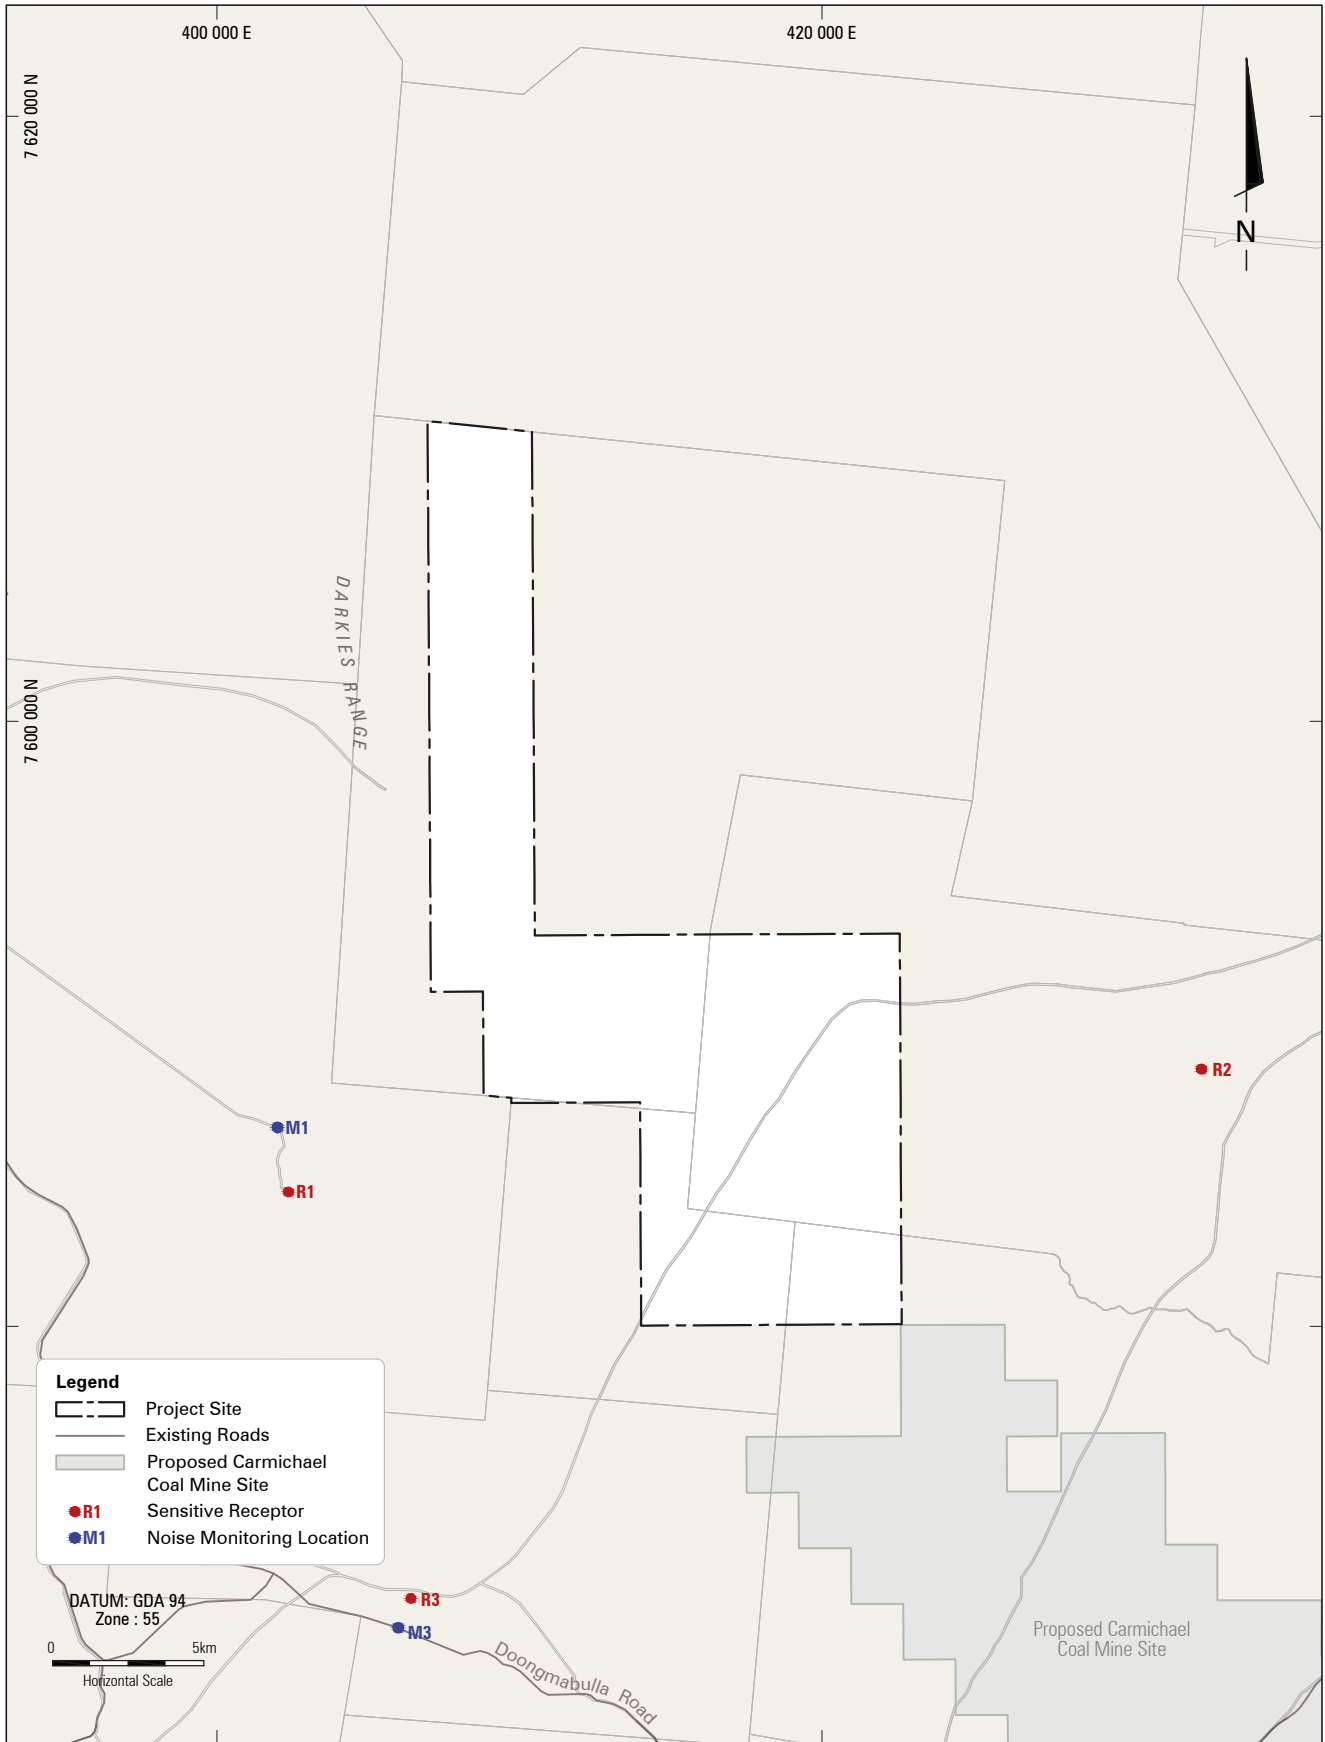 400 000 E
420 000 E
7 620 000 N
N
DARKIES RANGE
7 600 000 N
R2
M1
R1
Legend
Project Site
Existing Roads
Proposed Carmichael
Coal Mine Site
R1 Sensitive Receptor
M1 Noise Monitoring Location
DATUM: GDA 94
Zone : 55
0 5km
Horizontal Scale
R3
M3
Doongmabulla Road
Proposed Carmichael
Coal Mine Site